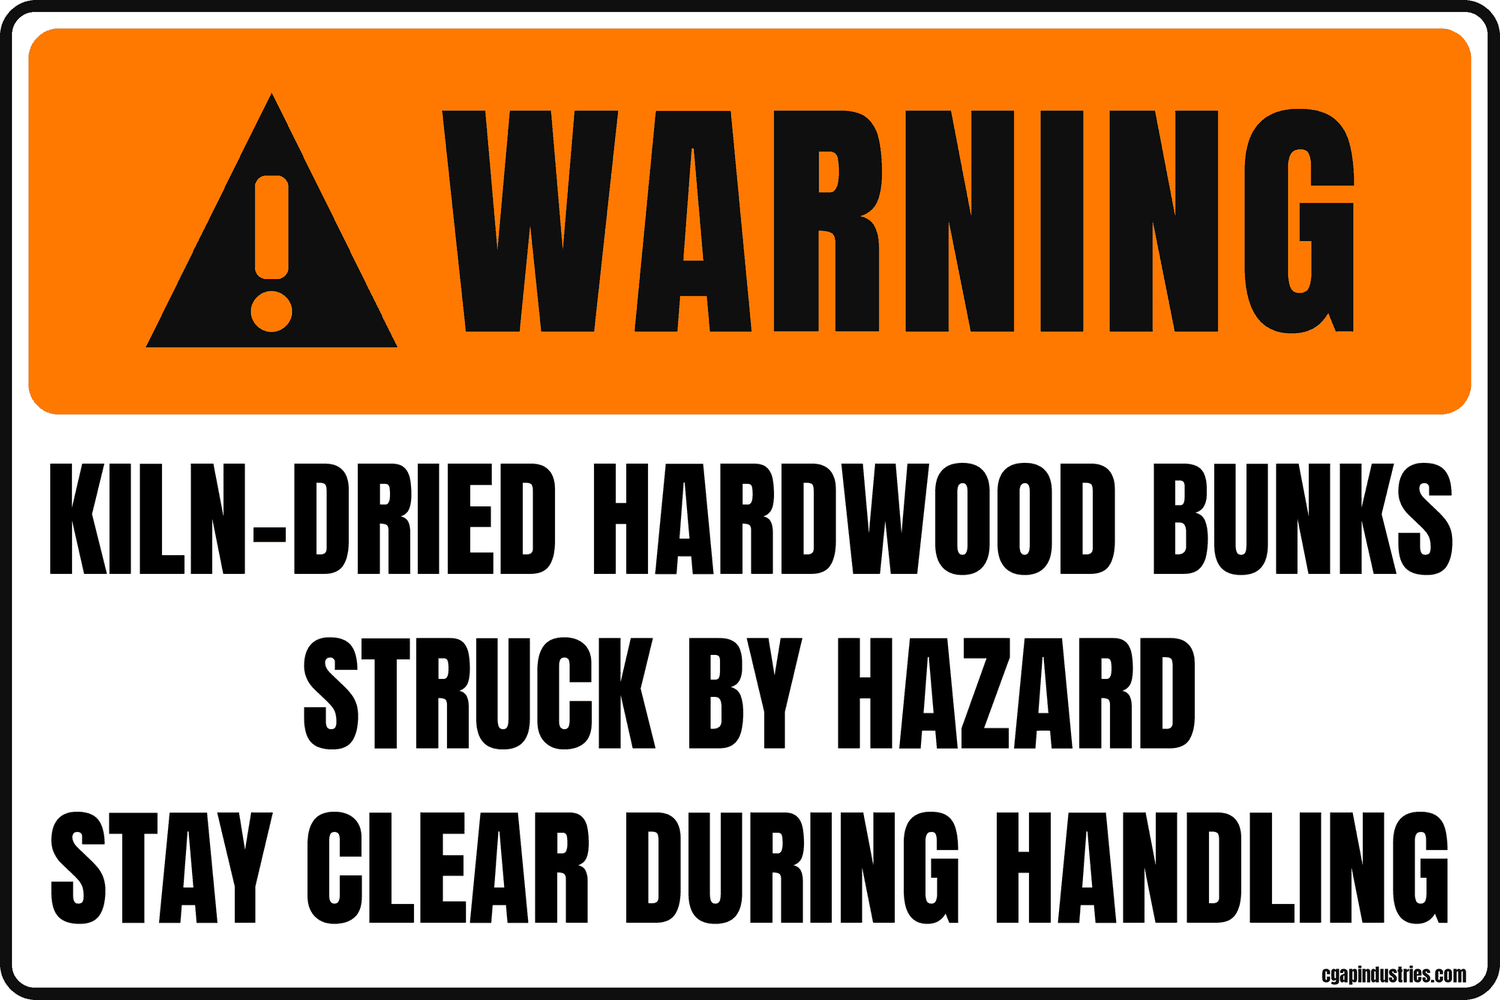 WARNING
KILN-DRIED HARDWOOD BUNKS
STRUCK BY HAZARD
STAY CLEAR DURING HANDLING
cgapindustries.com